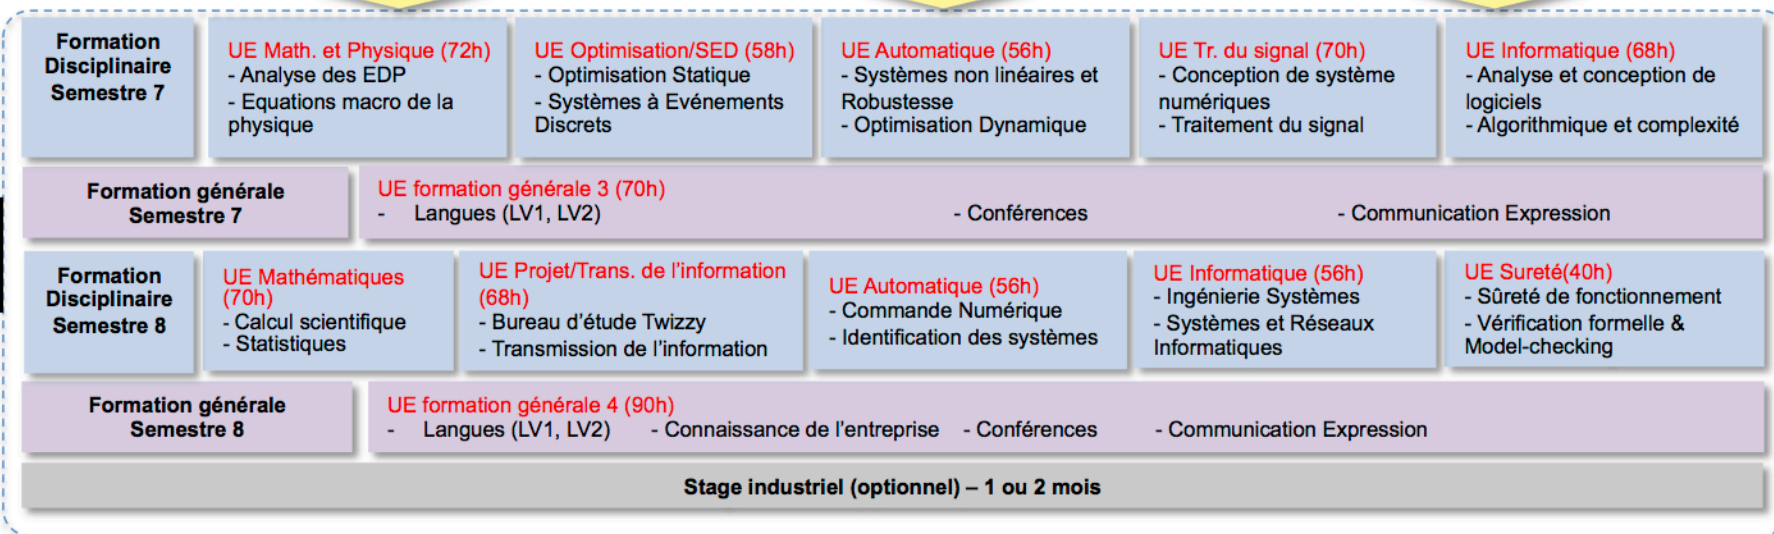 Formation
Disciplinaire
Semestre 7
UE Math. et Physique (72h)
- Analyse des EDP
- Equations macro de la
physique
UE Optimisation/SED (58h)
- Optimisation Statique
- Systèmes à Evénements
Discrets
UE Automatique (56h)
- Systèmes non linéaires et
Robustesse
- Optimisation Dynamique
UE Tr. du signal (70h)
- Conception de système
numériques
- Traitement du signal
UE Informatique (68h)
- Analyse et conception de
logiciels
- Algorithmique et complexité
Formation générale
Semestre 7
UE formation générale 3 (70h)
- Langues (LV1, LV2) - Conférences - Communication Expression
Formation
Disciplinaire
Semestre 8
UE Mathématiques
(70h)
- Calcul scientifique
- Statistiques
UE Projet/Trans. de l'information
(68h)
- Bureau d'étude Twizzy
- Transmission de l'information
UE Automatique (56h)
- Commande Numérique
- Identification des systèmes
UE Informatique (56h)
- Ingénierie Systèmes
- Systèmes et Réseaux
Informatiques
UE Sureté(40h)
- Sûreté de fonctionnement
- Vérification formelle &
Model-checking
Formation générale
Semestre 8
UE formation générale 4 (90h)
- Langues (LV1, LV2) - Connaissance de l'entreprise - Conférences - Communication Expression
Stage industriel (optionnel) – 1 ou 2 mois